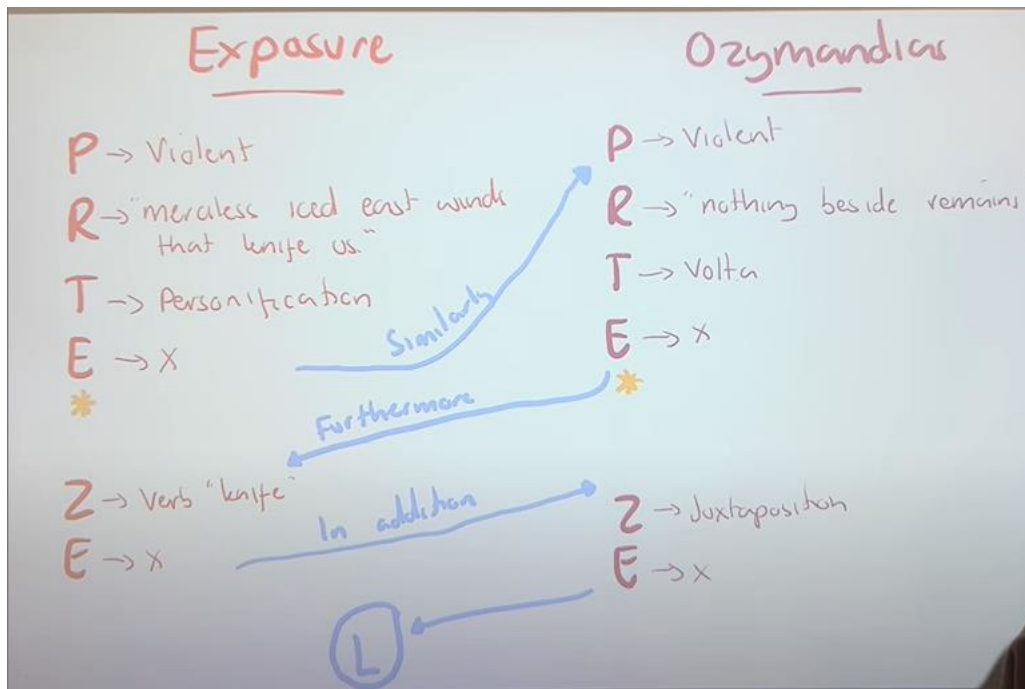 Exposure
P → Violent
R → "merciless iced east winds
that knife us."
T → Personification
E → X
*
Similarly
Ozymandias
P → Violent
R → "nothing beside remains
T → Volta
E → X
*
Furthermore
Z → Verb "knife"
E → X
In addition
Z → Juxtaposition
E → X
L